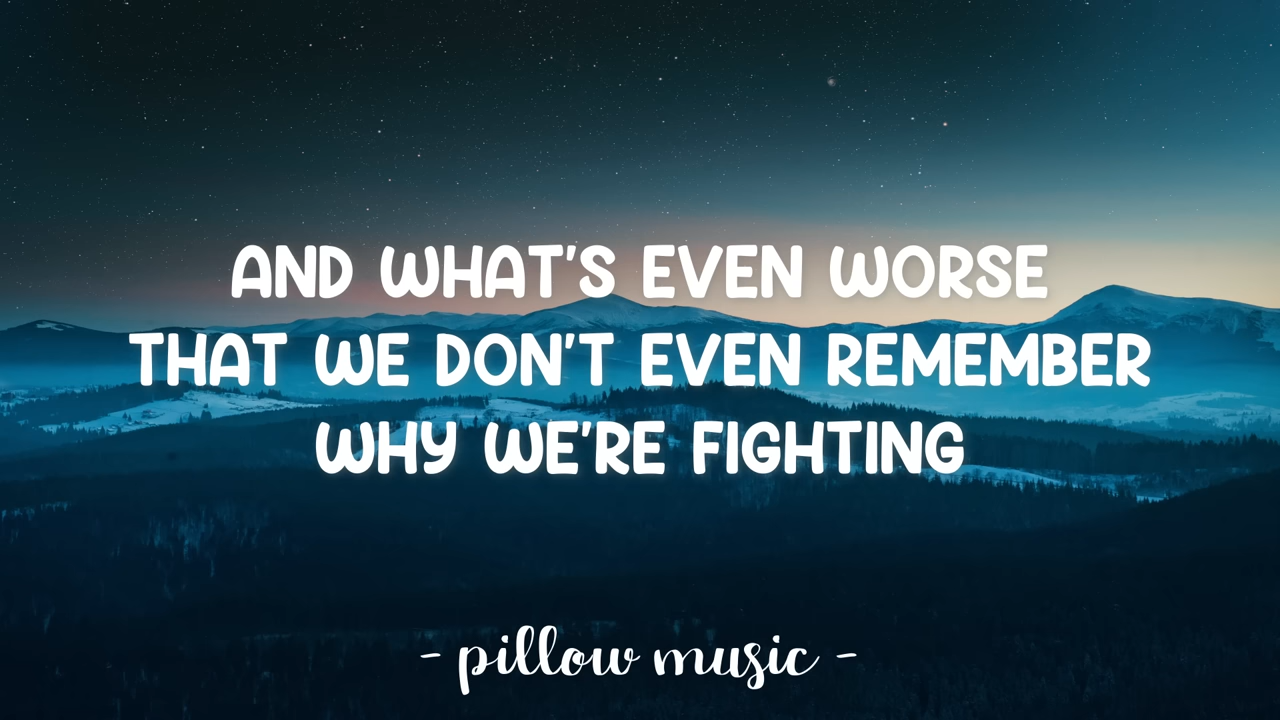 AND WHAT'S EVEN WORSE
THAT WE DON'T EVEN REMEMBER
WHY WE'RE FIGHTING
- pillow music -